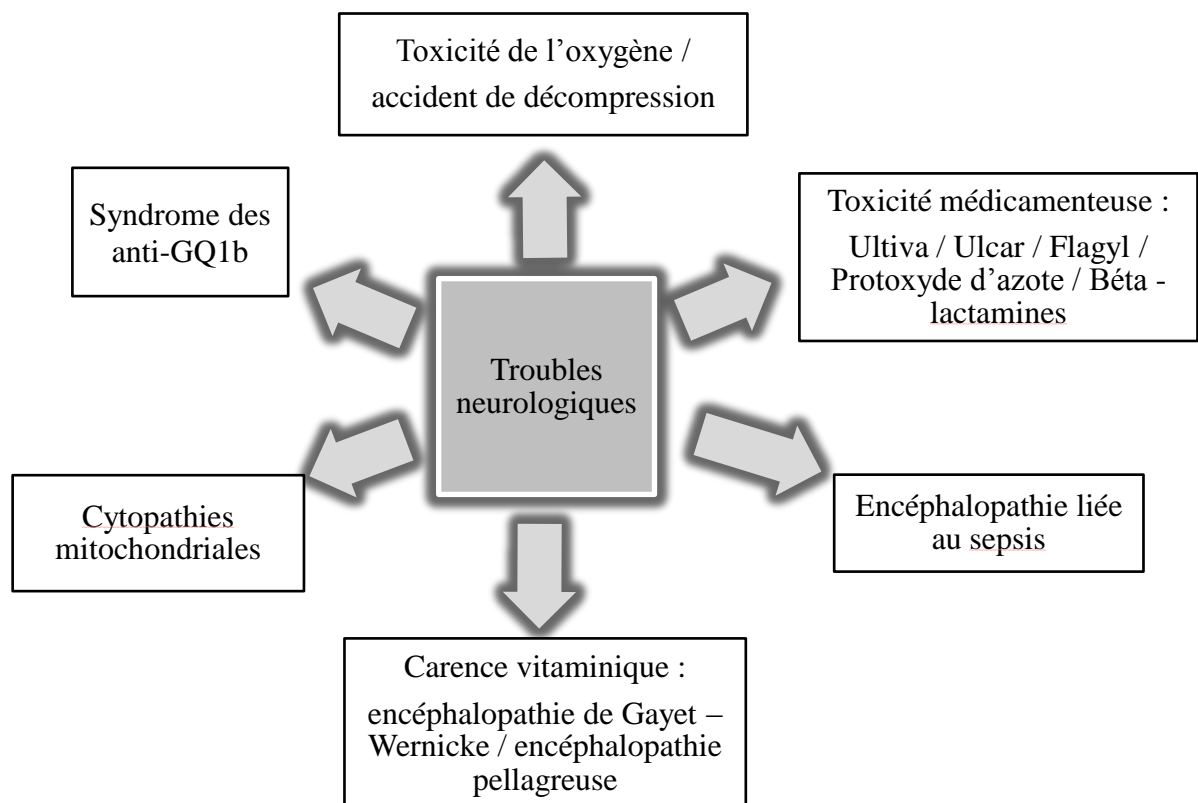 Toxicité de l’oxygène /
accident de décompression
Syndrome des
anti-GQ1b
Toxicité médicamenteuse :
Ultiva / Ulcar / Flagyl /
Protoxyde d’azote / Béta -
lactamines
Troubles
neurologiques
Cytopathies
mitochondriales
Encéphalopathie liée
au sepsis
Carence vitaminique :
encéphalopathie de Gayet –
Wernicke / encéphalopathie
pellagreuse